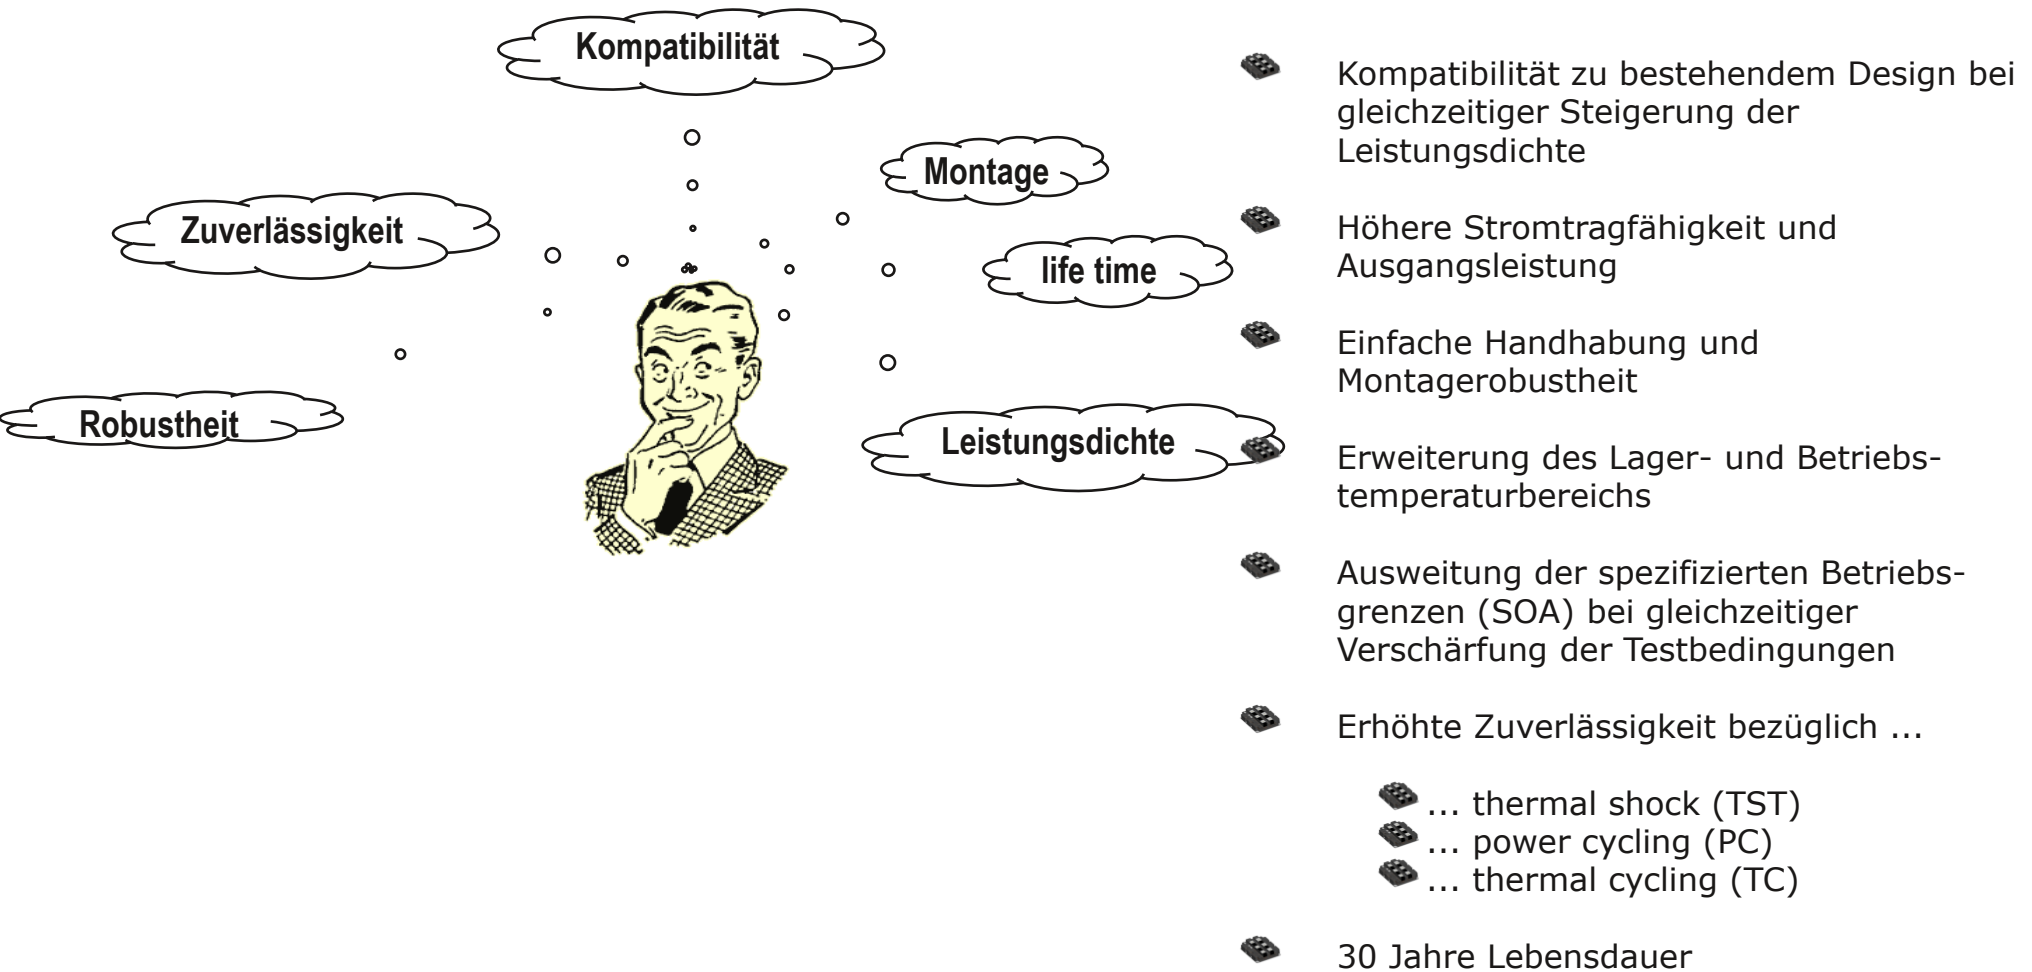 Kompatibilität
Montage
Zuverlässigkeit
life time
Robustheit
Leistungsdichte
Kompatibilität zu bestehendem Design bei
gleichzeitiger Steigerung der
Leistungsdichte
Höhere Stromtragfähigkeit und
Ausgangsleistung
Einfache Handhabung und
Montagerobustheit
Erweiterung des Lager- und Betriebs-
temperaturbereichs
Ausweitung der spezifizierten Betriebs-
grenzen (SOA) bei gleichzeitiger
Verschärfung der Testbedingungen
Erhöhte Zuverlässigkeit bezüglich ...
... thermal shock (TST)
... power cycling (PC)
... thermal cycling (TC)
30 Jahre Lebensdauer